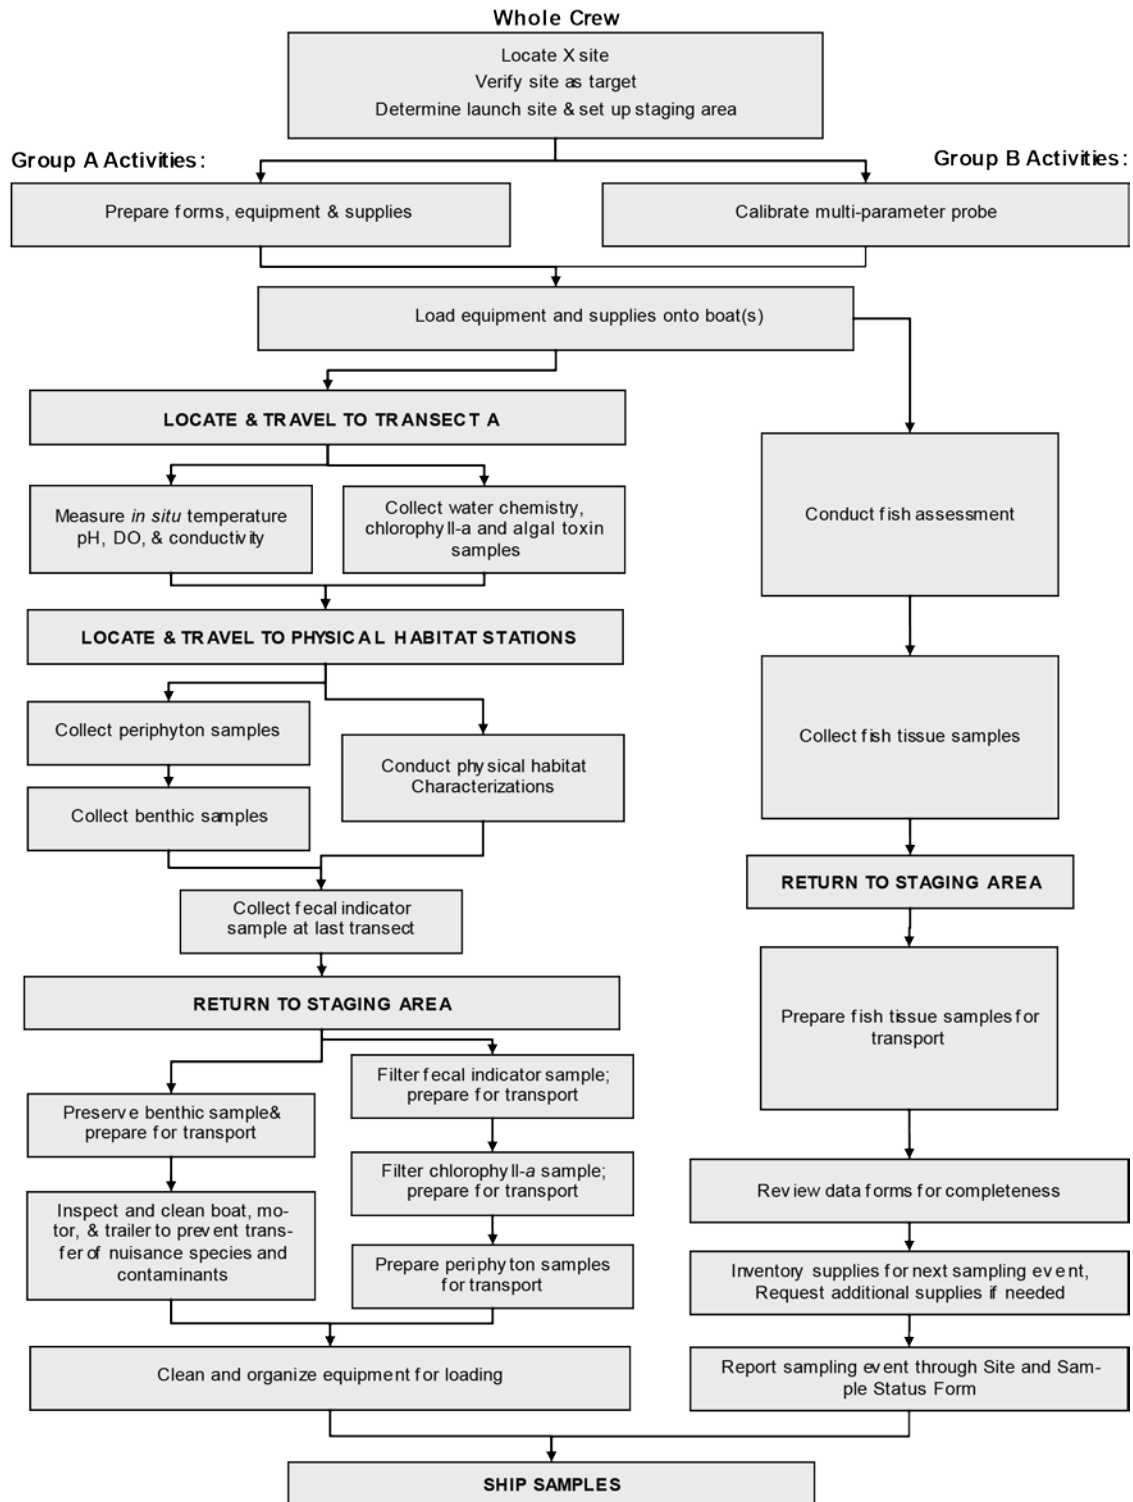 Whole Crew
Locate X site
Verify site as target
Determine launch site & set up staging area
Group A Activities:
Group B Activities:
Prepare forms, equipment & supplies
Calibrate multi-parameter probe
Load equipment and supplies onto boat(s)
LOCATE & TRAVEL TO TRANSECT A
Measure in situ temperature
pH, DO, & conductivity
Collect water chemistry,
chlorophyll-a and algal toxin
samples
Conduct fish assessment
LOCATE & TRAVEL TO PHYSICAL HABITAT STATIONS
Collect periphyton samples
Collect benthic samples
Conduct physical habitat
Characterizations
Collect fish tissue samples
Collect fecal indicator
sample at last transect
RETURN TO STAGING AREA
RETURN TO STAGING AREA
Preserve benthic sample&
prepare for transport
Inspect and clean boat, mo-
tor, & trailer to prevent trans-
fer of nuisance species and
contaminants
Filter fecal indicator sample;
prepare for transport
Filter chlorophyll-a sample;
prepare for transport
Prepare periphyton samples
for transport
Prepare fish tissue samples for
transport
Review data forms for completeness
Inventory supplies for next sampling event,
Request additional supplies if needed
Clean and organize equipment for loading
Report sampling event through Site and Sam-
ple Status Form
SHIP SAMPLES